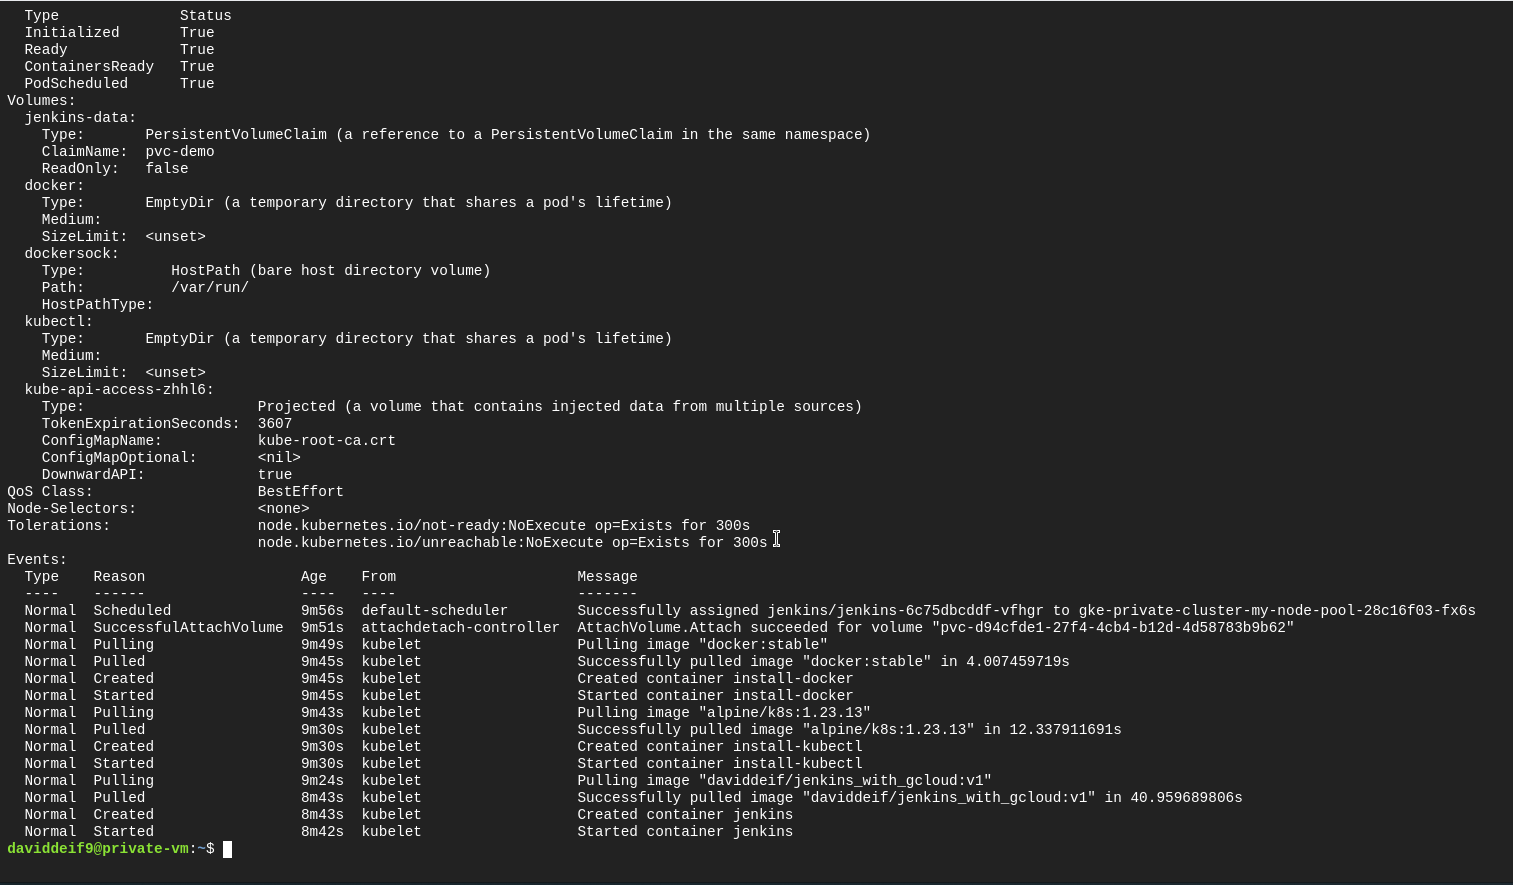 Type              Status
  Initialized       True
  Ready             True
  ContainersReady   True
  PodScheduled      True
Volumes:
  jenkins-data:
    Type:       PersistentVolumeClaim (a reference to a PersistentVolumeClaim in the same namespace)
    ClaimName:  pvc-demo
    ReadOnly:   false
  docker:
    Type:       EmptyDir (a temporary directory that shares a pod's lifetime)
    Medium:
    SizeLimit:  <unset>
  dockersock:
    Type:          HostPath (bare host directory volume)
    Path:          /var/run/
    HostPathType:
  kubectl:
    Type:       EmptyDir (a temporary directory that shares a pod's lifetime)
    Medium:
    SizeLimit:  <unset>
  kube-api-access-zhhl6:
    Type:                    Projected (a volume that contains injected data from multiple sources)
    TokenExpirationSeconds:  3607
    ConfigMapName:           kube-root-ca.crt
    ConfigMapOptional:       <nil>
    DownwardAPI:             true
QoS Class:                   BestEffort
Node-Selectors:              <none>
Tolerations:                 node.kubernetes.io/not-ready:NoExecute op=Exists for 300s
                             node.kubernetes.io/unreachable:NoExecute op=Exists for 300s
Events:
  Type    Reason                  Age    From                     Message
  ----    ------                  ----   ----                     -------
  Normal  Scheduled               9m56s  default-scheduler        Successfully assigned jenkins/jenkins-6c75dbcddf-vfhgr to gke-private-cluster-my-node-pool-28c16f03-fx6s
  Normal  SuccessfulAttachVolume  9m51s  attachdetach-controller  AttachVolume.Attach succeeded for volume "pvc-d94cfde1-27f4-4cb4-b12d-4d58783b9b62"
  Normal  Pulling                 9m49s  kubelet                  Pulling image "docker:stable"
  Normal  Pulled                  9m45s  kubelet                  Successfully pulled image "docker:stable" in 4.007459719s
  Normal  Created                 9m45s  kubelet                  Created container install-docker
  Normal  Started                 9m45s  kubelet                  Started container install-docker
  Normal  Pulling                 9m43s  kubelet                  Pulling image "alpine/k8s:1.23.13"
  Normal  Pulled                  9m30s  kubelet                  Successfully pulled image "alpine/k8s:1.23.13" in 12.337911691s
  Normal  Created                 9m30s  kubelet                  Created container install-kubectl
  Normal  Started                 9m30s  kubelet                  Started container install-kubectl
  Normal  Pulling                 9m24s  kubelet                  Pulling image "daviddeif/jenkins_with_gcloud:v1"
  Normal  Pulled                  8m43s  kubelet                  Successfully pulled image "daviddeif/jenkins_with_gcloud:v1" in 40.959689806s
  Normal  Created                 8m43s  kubelet                  Created container jenkins
  Normal  Started                 8m42s  kubelet                  Started container jenkins
daviddeif9@private-vm:~$